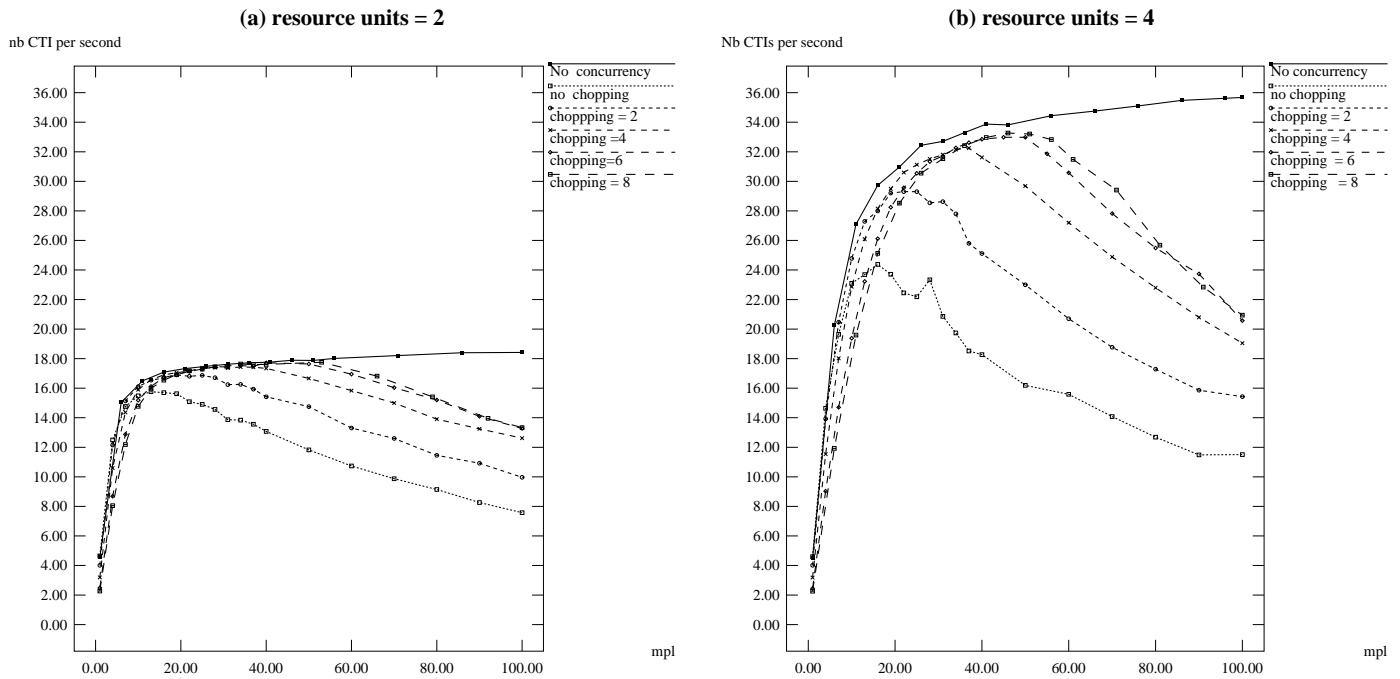 (a) resource units = 2
nb CTI per second
No concurrency
no chopping
choppping = 2
chopping =4
chopping=6
chopping = 8
36.00
34.00
32.00
30.00
28.00
26.00
24.00
22.00
20.00
18.00
16.00
14.00
12.00
10.00
8.00
6.00
4.00
2.00
0.00
mpl
0.00 20.00 40.00 60.00 80.00 100.00
(b) resource units = 4
Nb CTIs per second
No concurrency
no chopping
chopping = 2
chopping = 4
chopping = 6
chopping = 8
36.00
34.00
32.00
30.00
28.00
26.00
24.00
22.00
20.00
18.00
16.00
14.00
12.00
10.00
8.00
6.00
4.00
2.00
0.00
mpl
0.00 20.00 40.00 60.00 80.00 100.00